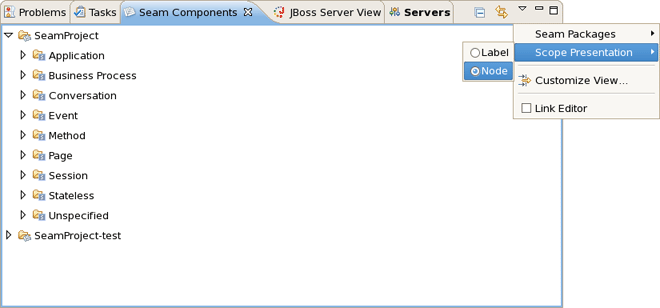 Problems Tasks Seam Components JBoss Server View Servers
SeamProject
Application
Business Process
Conversation
Event
Method
Page
Session
Stateless
Unspecified
SeamProject-test
Label
Node
Seam Packages
Scope Presentation
Customize View...
Link Editor